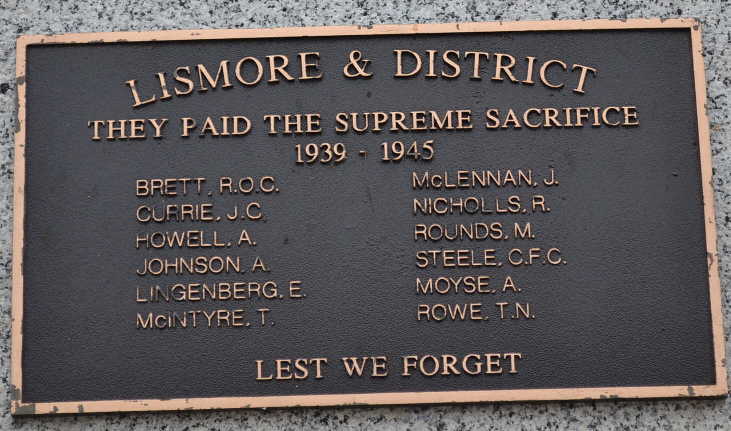 LISMORE & DISTRICT
THEY PAID THE SUPREME SACRIFICE
1939 - 1945
BRETT, R.O.C.
CURRIE, J.C.
HOWELL, A.
JOHNSON, A.
LINGENBERG, E.
McINTYRE, T.
McLENNAN, J.
NICHOLLS, R.
ROUNDS, M.
STEELE, C.F.C.
MOYSE, A.
ROWE, T.N.
LEST WE FORGET